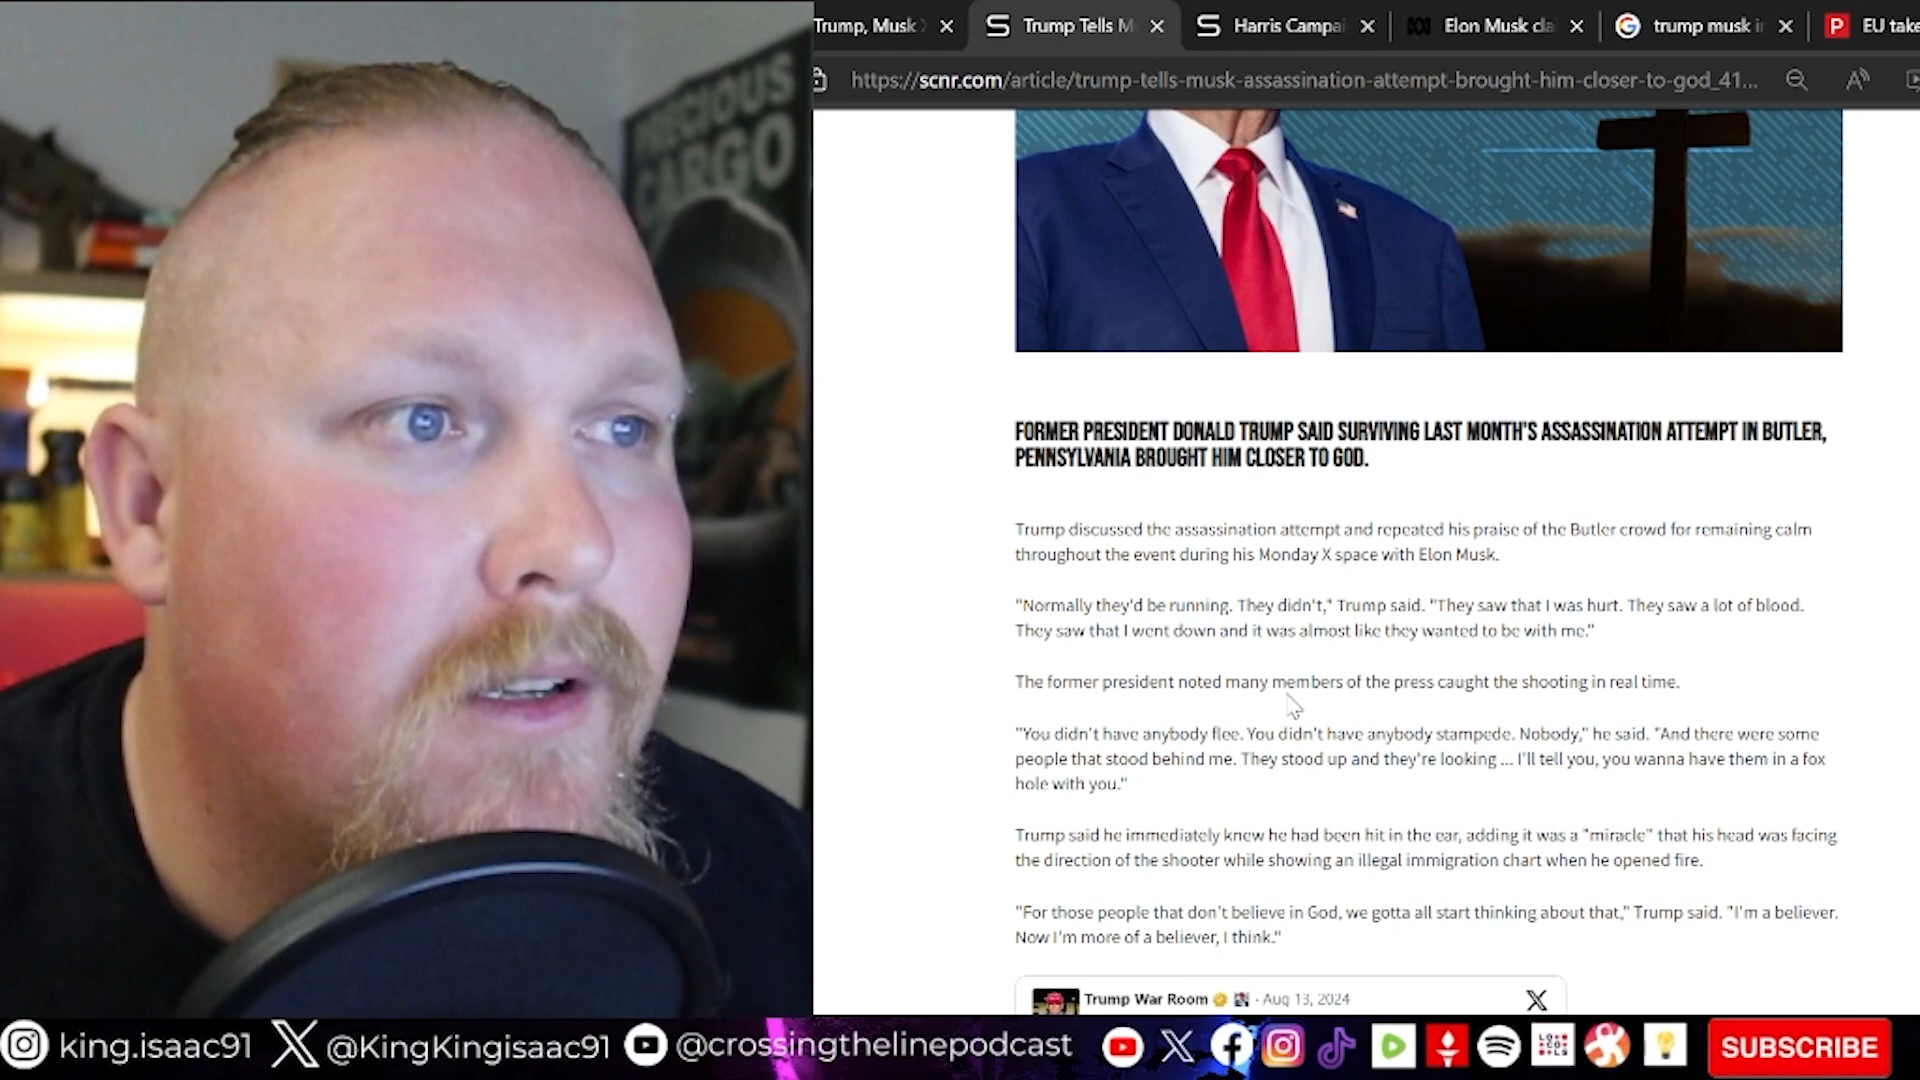 PRECIOUS
CARGO
Trump, Musk
Trump Tells M
Harris Campai
Elon Musk cla
trump musk i
EU take
https://scnr.com/article/trump-tells-musk-assassination-attempt-brought-him-closer-to-god_41...
FORMER PRESIDENT DONALD TRUMP SAID SURVIVING LAST MONTH'S ASSASSINATION ATTEMPT IN BUTLER,
PENNSYLVANIA BROUGHT HIM CLOSER TO GOD.
Trump discussed the assassination attempt and repeated his praise of the Butler crowd for remaining calm
throughout the event during his Monday X space with Elon Musk.
"Normally they'd be running. They didn't," Trump said. "They saw that I was hurt. They saw a lot of blood.
They saw that I went down and it was almost like they wanted to be with me."
The former president noted many members of the press caught the shooting in real time.
"You didn't have anybody flee. You didn't have anybody stampede. Nobody," he said. "And there were some
people that stood behind me. They stood up and they're looking ... I'll tell you, you wanna have them in a fox
hole with you."
Trump said he immediately knew he had been hit in the ear, adding it was a "miracle" that his head was facing
the direction of the shooter while showing an illegal immigration chart when he opened fire.
"For those people that don't believe in God, we gotta all start thinking about that," Trump said. "I'm a believer.
Now I'm more of a believer, I think."
Trump War Room · Aug 13, 2024
king.isaac91 @KingKingisaac91 @crossingthelinepodcast SUBSCRIBE